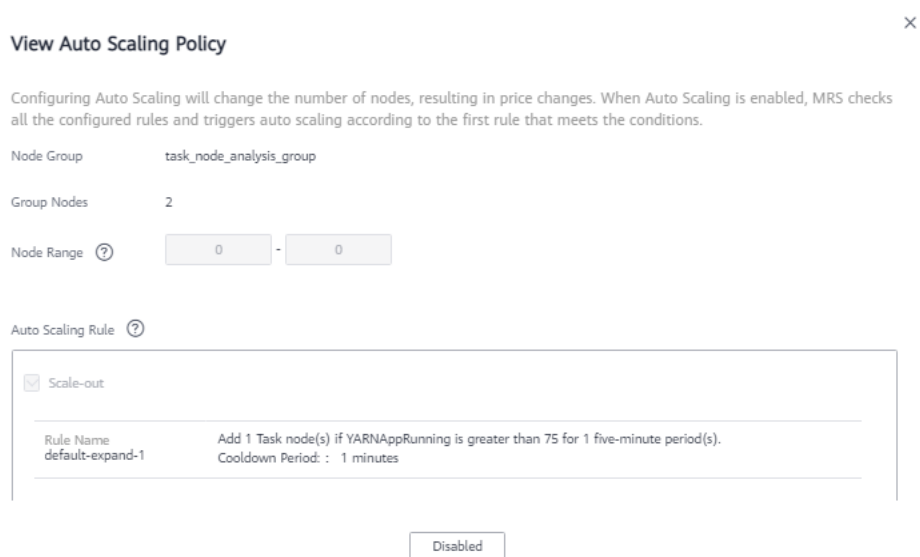 View Auto Scaling Policy
Configuring Auto Scaling will change the number of nodes, resulting in price changes. When Auto Scaling is enabled, MRS checks
all the configured rules and triggers auto scaling according to the first rule that meets the conditions.
Node Group task_node_analysis_group
Group Nodes 2
Node Range ? 0 - 0
Auto Scaling Rule ?
Scale-out
Rule Name Add 1 Task node(s) if YARNAppRunning is greater than 75 for 1 five-minute period(s).
default-expand-1 Cooldown Period: : 1 minutes
Disabled